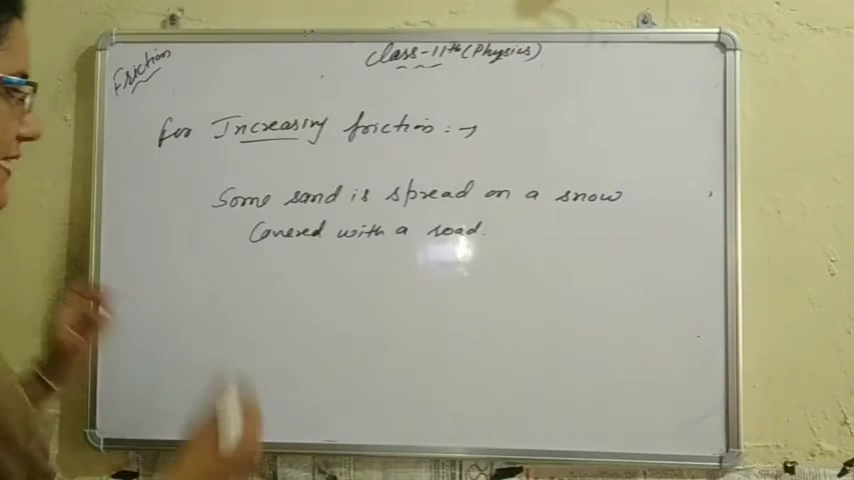 Friction
Class-11th (Physics)
For Increasing friction :→
Some sand is spread on a snow
Covered with a road.